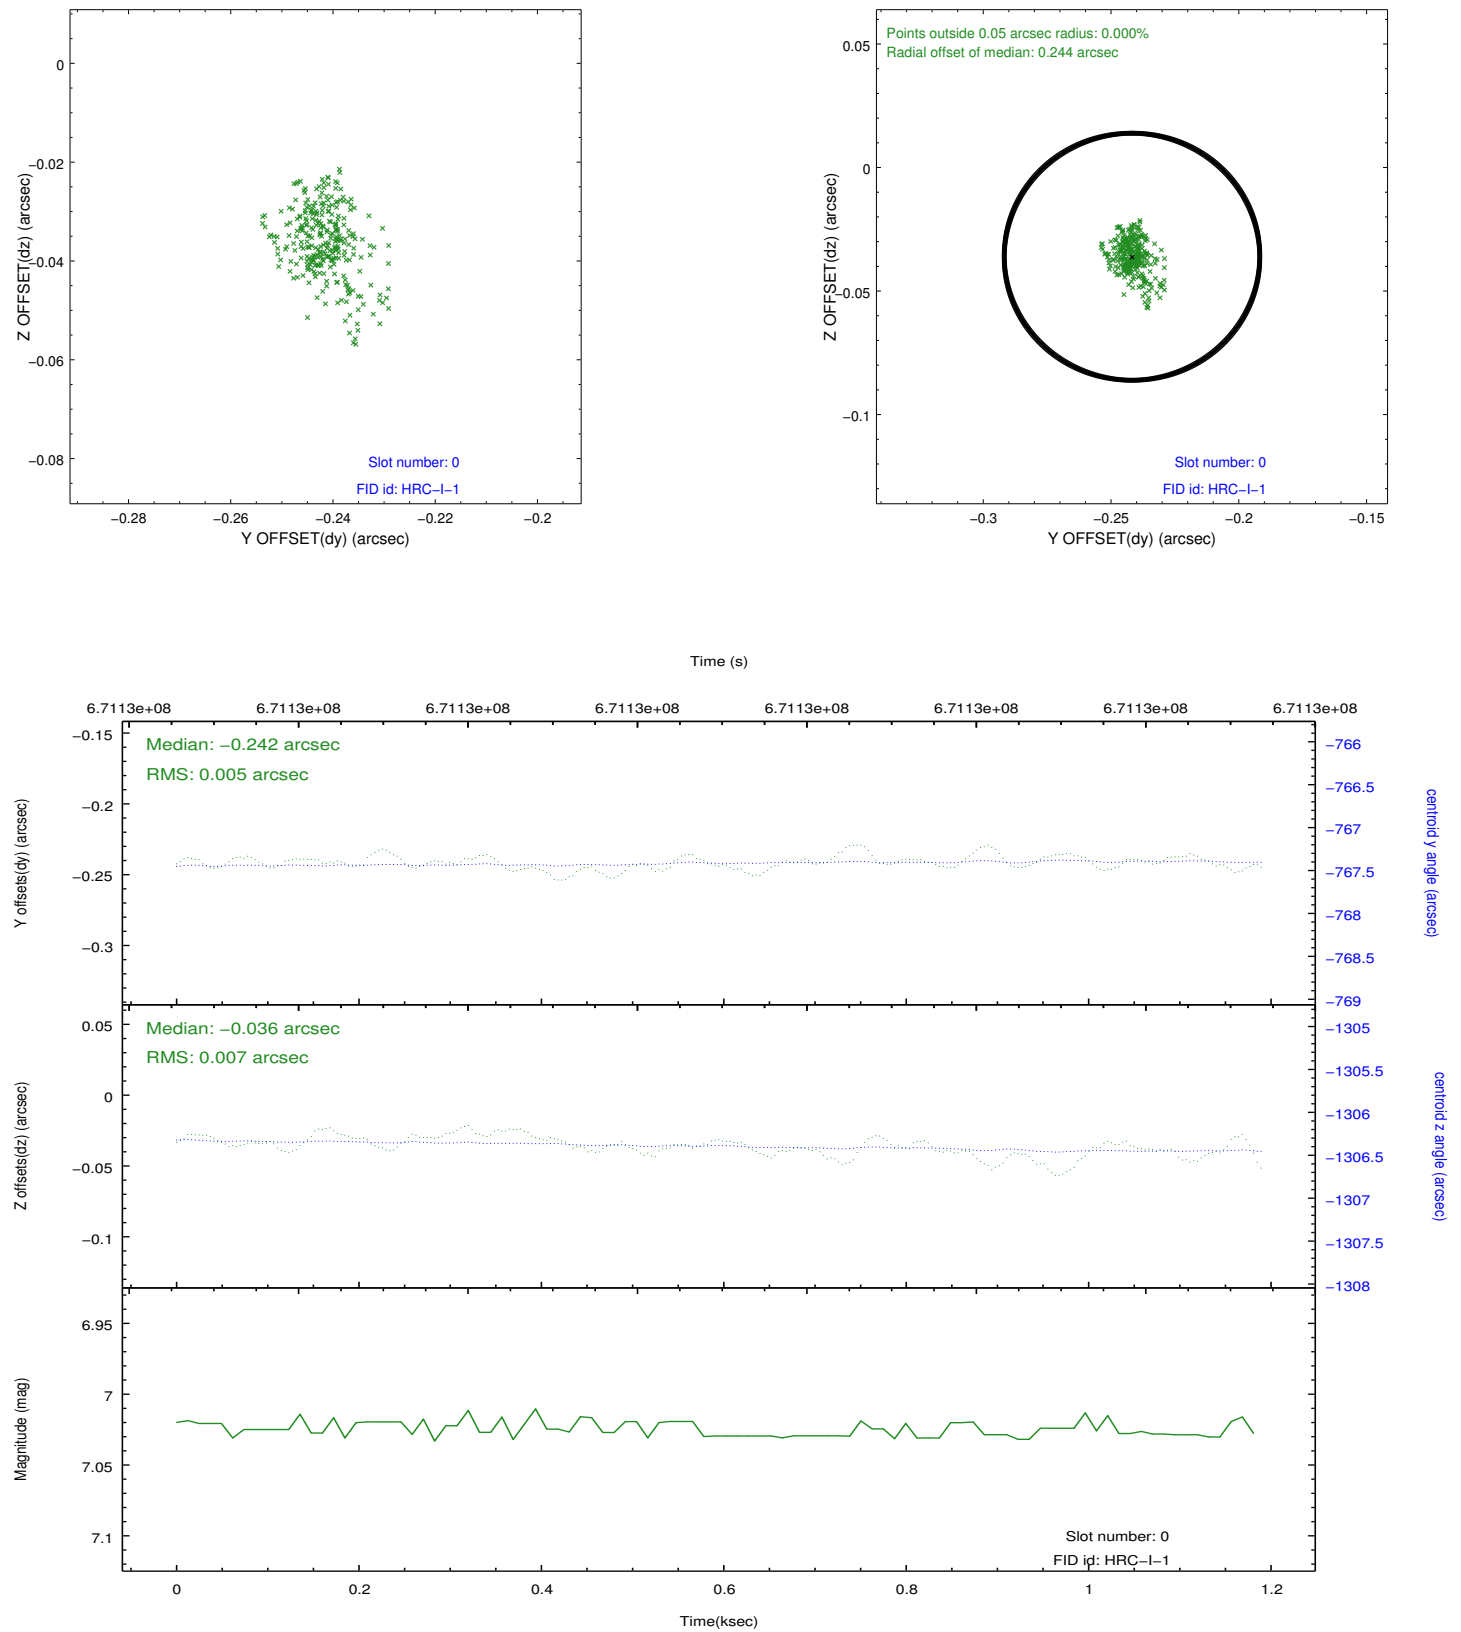 0
−0.02
−0.04
−0.06
−0.08
Z OFFSET(dz) (arcsec)
Slot number: 0
FID id: HRC−I−1
−0.28
−0.26
−0.24
−0.22
−0.2
Y OFFSET(dy) (arcsec)
Points outside 0.05 arcsec radius: 0.000%
Radial offset of median: 0.244 arcsec
0.05
0
−0.05
−0.1
Z OFFSET(dz) (arcsec)
Slot number: 0
FID id: HRC−I−1
−0.3
−0.25
−0.2
−0.15
Y OFFSET(dy) (arcsec)
Time (s)
6.7113e+08 6.7113e+08 6.7113e+08 6.7113e+08 6.7113e+08 6.7113e+08 6.7113e+08 6.7113e+08
Median: −0.242 arcsec
RMS: 0.005 arcsec
−0.15
−0.2
−0.25
−0.3
Y offsets(dy) (arcsec)
−766
−766.5
−767
−767.5
−768
−768.5
−769
centroid y angle (arcsec)
Median: −0.036 arcsec
RMS: 0.007 arcsec
0.05
0
−0.05
−0.1
Z offsets(dz) (arcsec)
−1305
−1305.5
−1306
−1306.5
−1307
−1307.5
−1308
centroid z angle (arcsec)
6.95
7
7.05
7.1
Magnitude (mag)
Slot number: 0
FID id: HRC−I−1
0 0.2 0.4 0.6 0.8 1 1.2
Time(ksec)